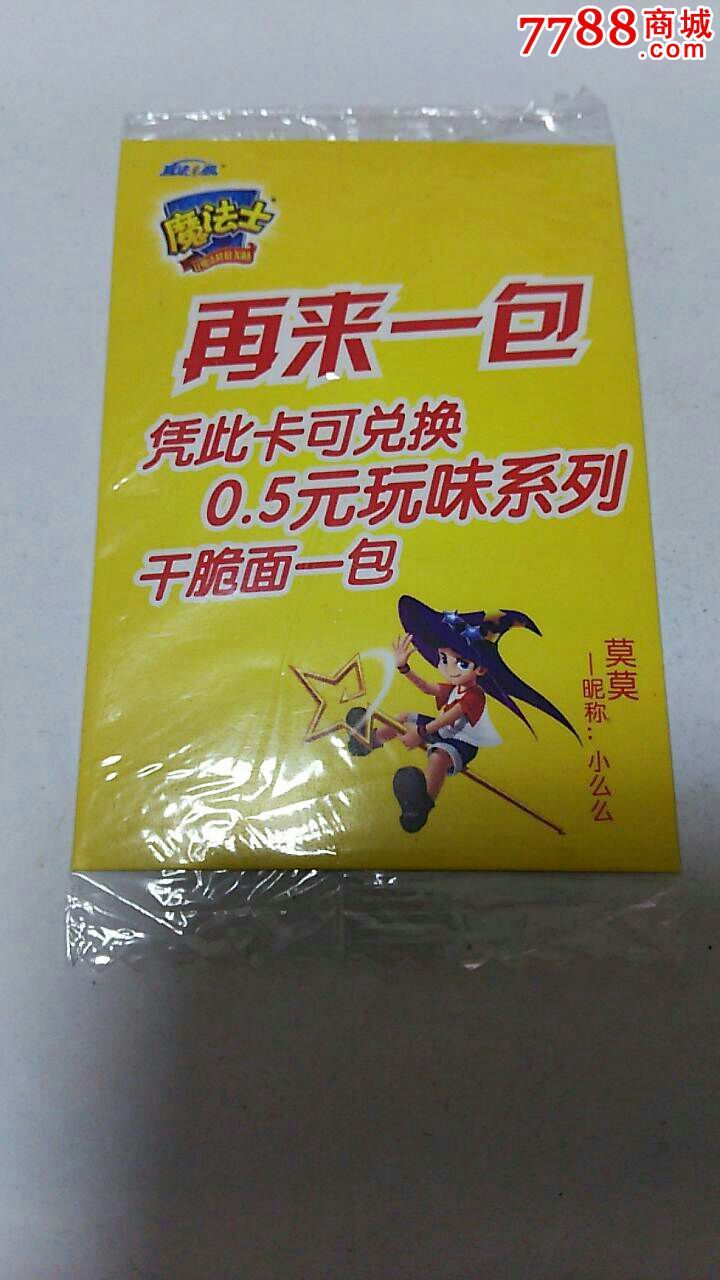 7788商城
.com
魔法士
再来一包
凭此卡可兑换
0.5元玩味系列
干脆面一包
莫莫
—昵称：小么么